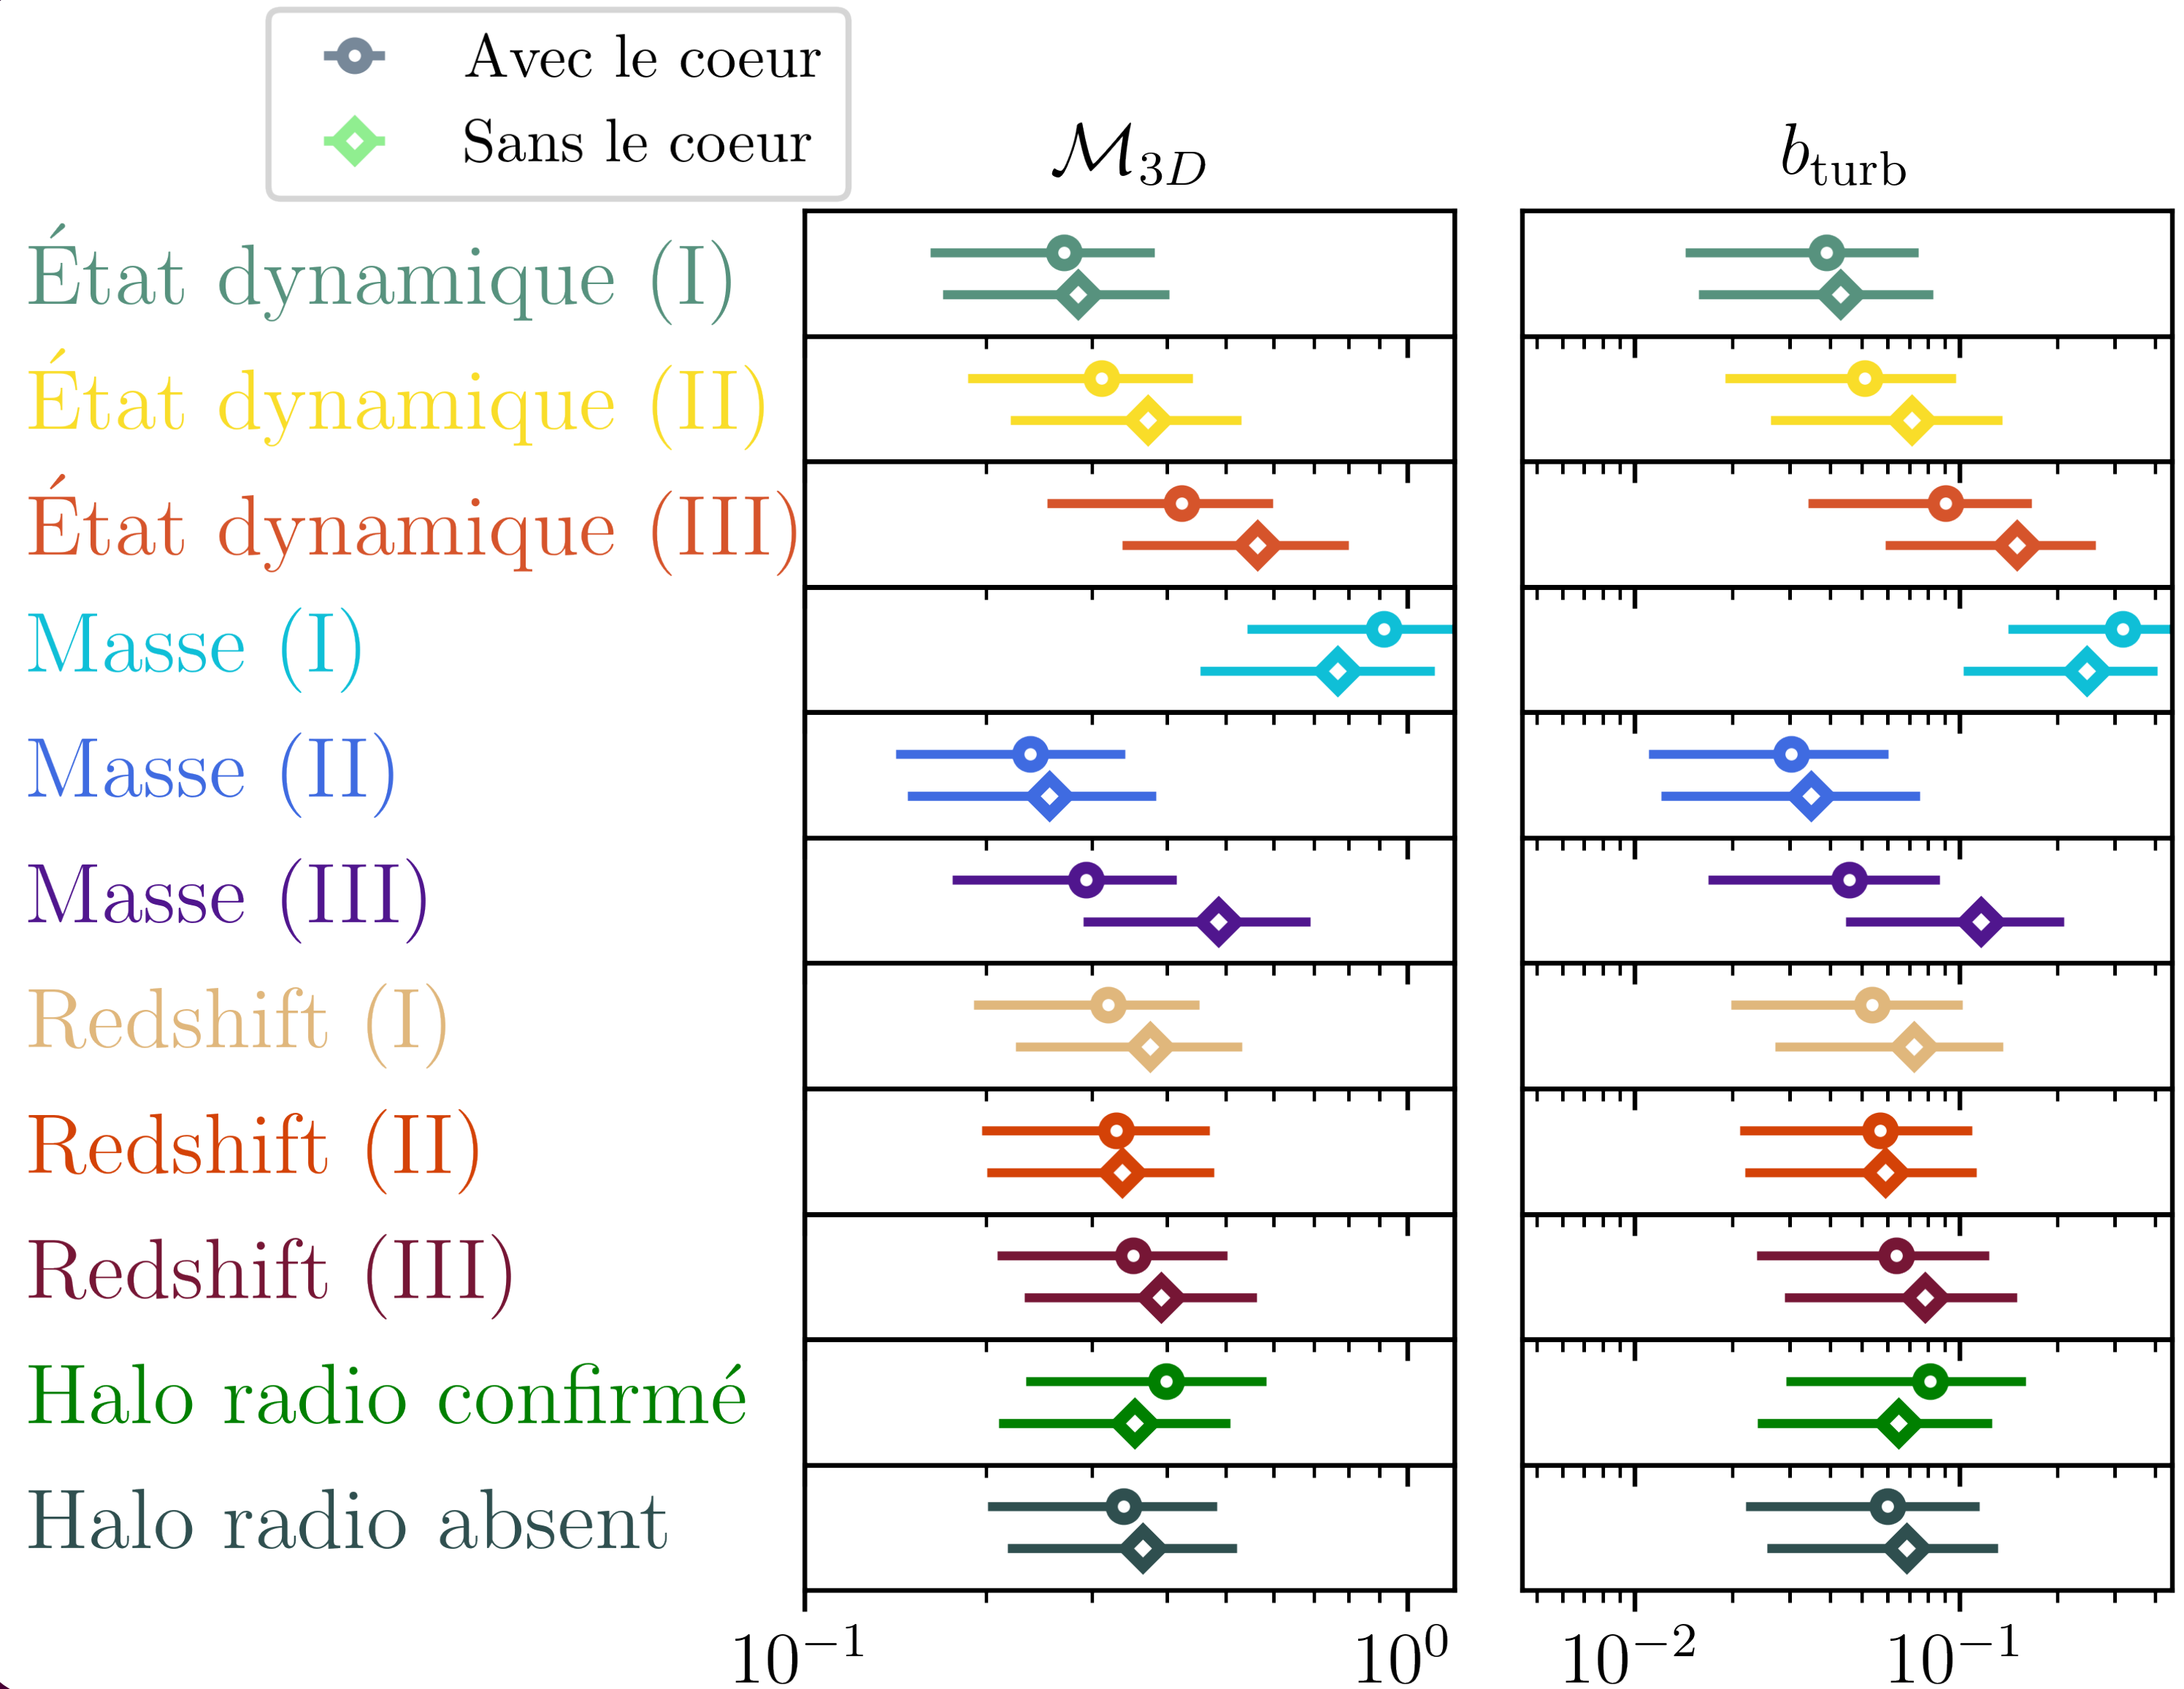 Avec le coeur
Sans le coeur
ℳ₃D b_turb
État dynamique (I)
État dynamique (II)
État dynamique (III)
Masse (I)
Masse (II)
Masse (III)
Redshift (I)
Redshift (II)
Redshift (III)
Halo radio confirmé
Halo radio absent
10⁻¹ 10⁰ 10⁻² 10⁻¹